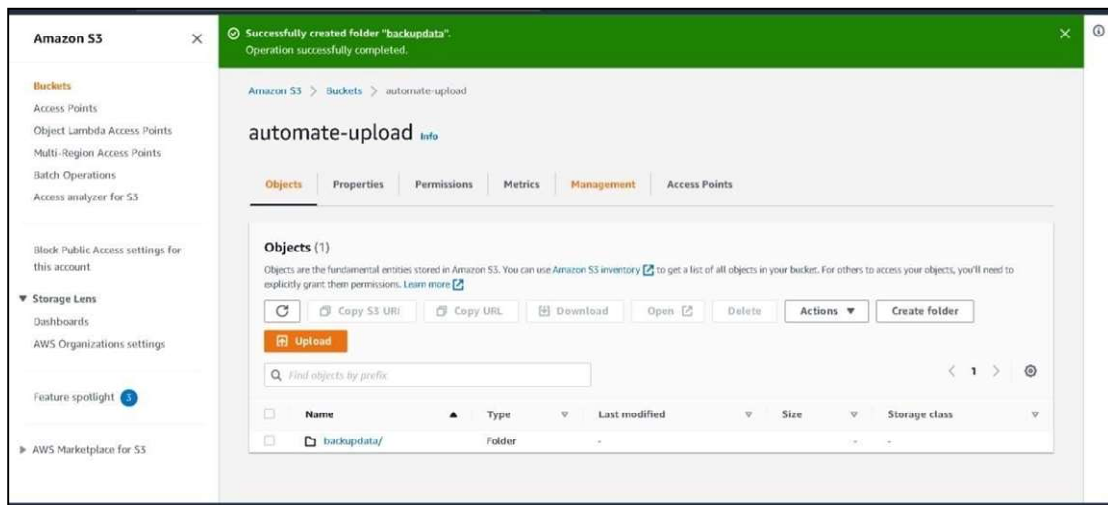 Amazon S3
Buckets
Access Points
Object Lambda Access Points
Multi-Region Access Points
Batch Operations
Access analyzer for S3
Block Public Access settings for
this account
Storage Lens
Dashboards
AWS Organizations settings
Feature spotlight 3
AWS Marketplace for S3
Successfully created folder "backupdata".
Operation successfully completed.
Amazon S3 > Buckets > automate-upload
automate-upload Info
Objects Properties Permissions Metrics Management Access Points
Objects (1)
Objects are the fundamental entities stored in Amazon S3. You can use Amazon S3 inventory to get a list of all objects in your bucket. For others to access your objects, you'll need to
explicitly grant them permissions. Learn more
Copy S3 URI Copy URL Download Open Delete Actions Create folder
Upload
Find objects by prefix
< 1 >
Name Type Last modified Size Storage class
backupdata/ Folder - - -